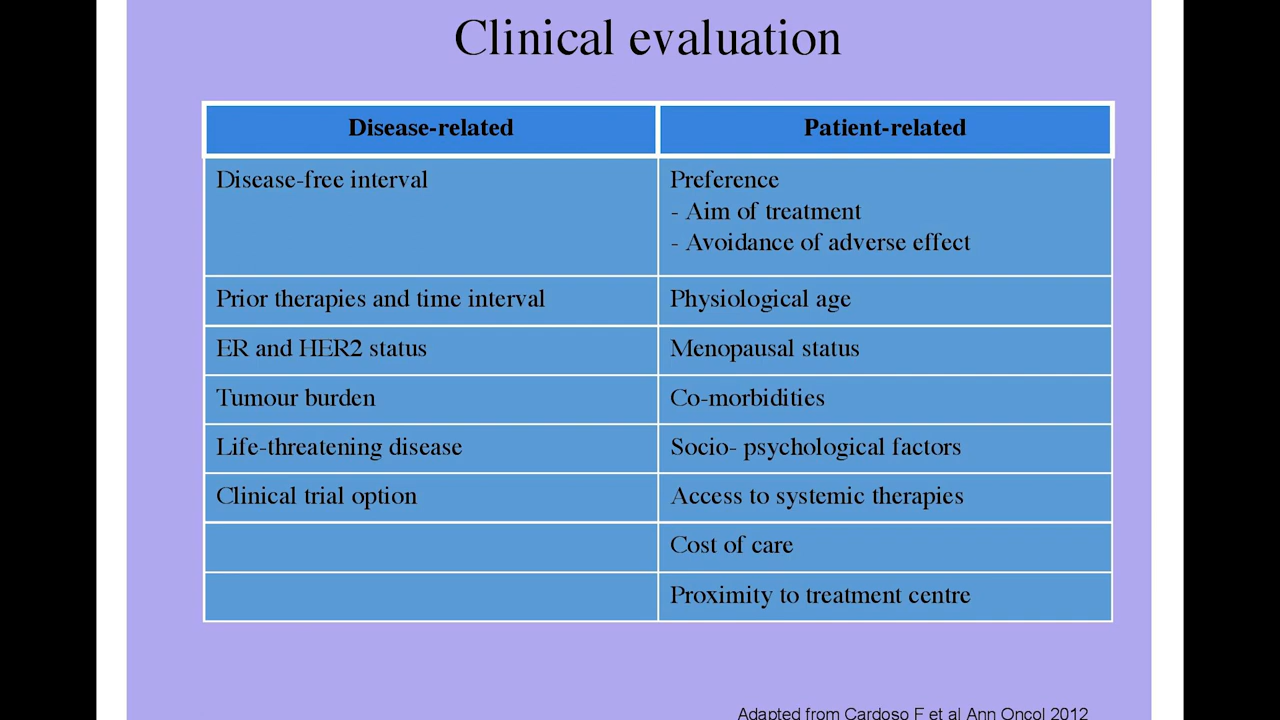 Clinical evaluation
Disease-related
Patient-related
Disease-free interval
Preference
- Aim of treatment
- Avoidance of adverse effect
Prior therapies and time interval
Physiological age
ER and HER2 status
Menopausal status
Tumour burden
Co-morbidities
Life-threatening disease
Socio- psychological factors
Clinical trial option
Access to systemic therapies
Cost of care
Proximity to treatment centre
Adapted from Cardoso F et al Ann Oncol 2012